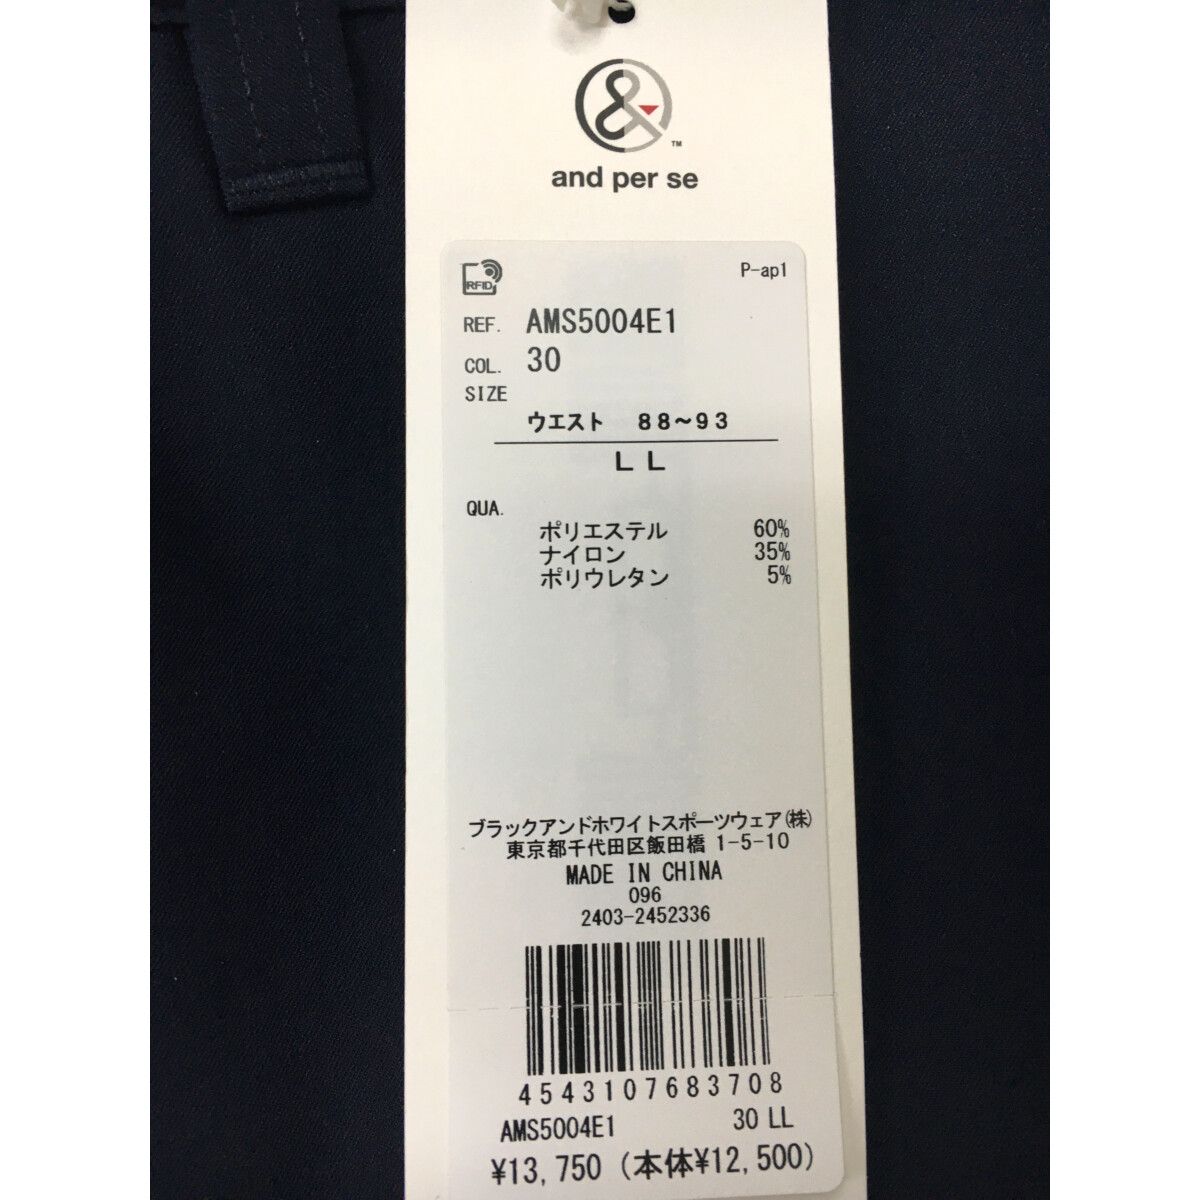 &
™
and per se
RFID
P-ap1
REF. AMS5004E1
COL. 30
SIZE
ウエスト 88~93
LL
QUA.
ポリエステル 60%
ナイロン 35%
ポリウレタン 5%
ブラックアンドホワイトスポーツウェア(株)
東京都千代田区飯田橋 1-5-10
MADE IN CHINA
096
2403-2452336
4543107683708
AMS5004E1 30 LL
¥13,750 (本体¥12,500)